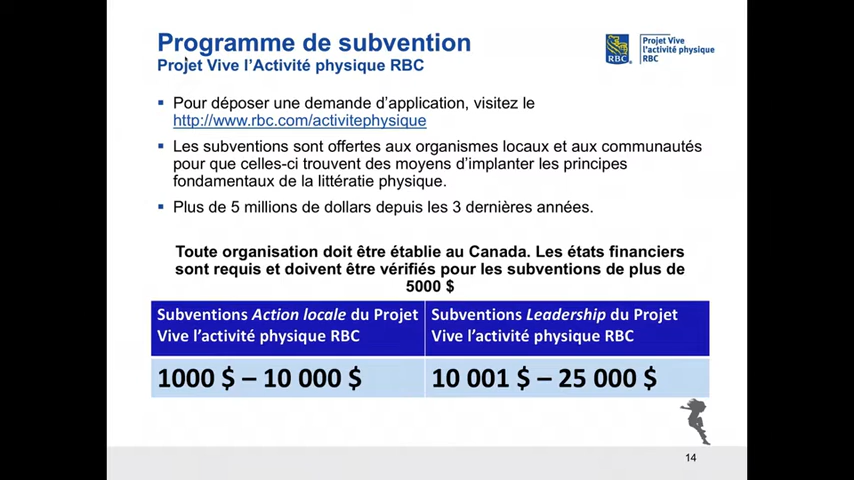 Programme de subvention
Projet Vive l'Activité physique RBC
RBC
Projet Vive
l'activité physique
RBC
▪ Pour déposer une demande d'application, visitez le
http://www.rbc.com/activitephysique
▪ Les subventions sont offertes aux organismes locaux et aux communautés
pour que celles-ci trouvent des moyens d'implanter les principes
fondamentaux de la littératie physique.
▪ Plus de 5 millions de dollars depuis les 3 dernières années.
Toute organisation doit être établie au Canada. Les états financiers
sont requis et doivent être vérifiés pour les subventions de plus de
5000 $
Subventions Action locale du Projet
Vive l'activité physique RBC
Subventions Leadership du Projet
Vive l'activité physique RBC
1000 $ – 10 000 $
10 001 $ – 25 000 $
14